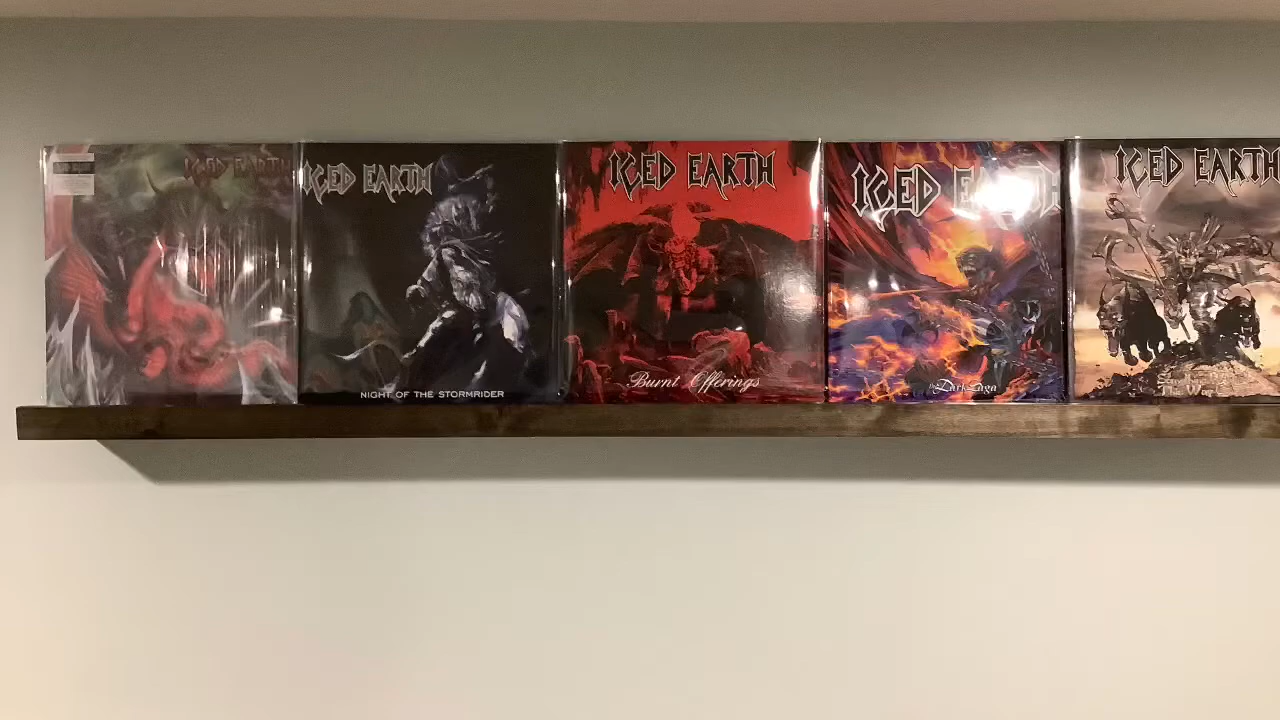 ICED EARTH
ICED EARTH
NIGHT OF THE STORMRIDER
ICED EARTH
Burnt Offerings
ICED EARTH
The Dark Saga
ICED EARTH